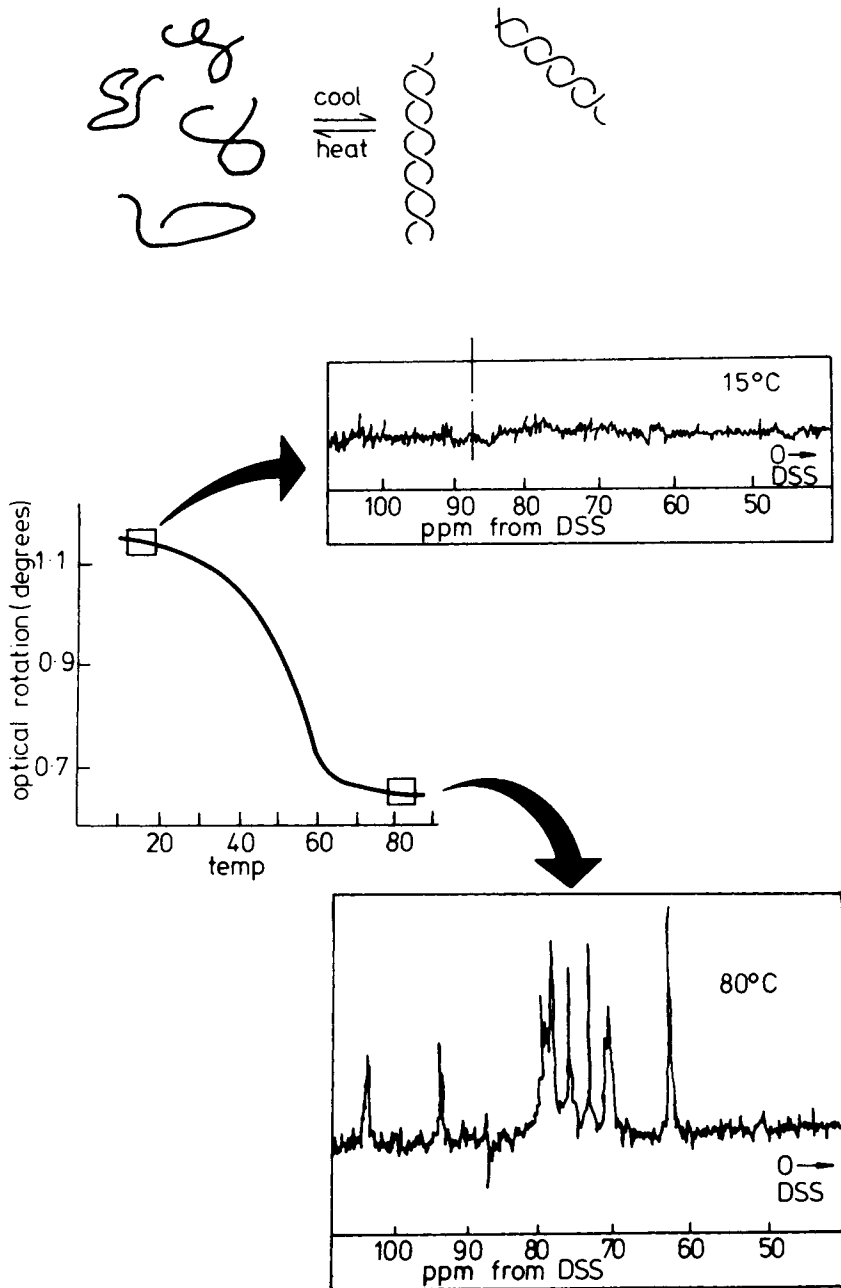 cool
heat
15°C
0→
DSS
100 90 80 70 60 50
ppm from DSS
optical rotation (degrees)
1·1
0·9
0·7
20 40 60 80
temp
80°C
0→
DSS
100 90 80 70 60 50
ppm from DSS